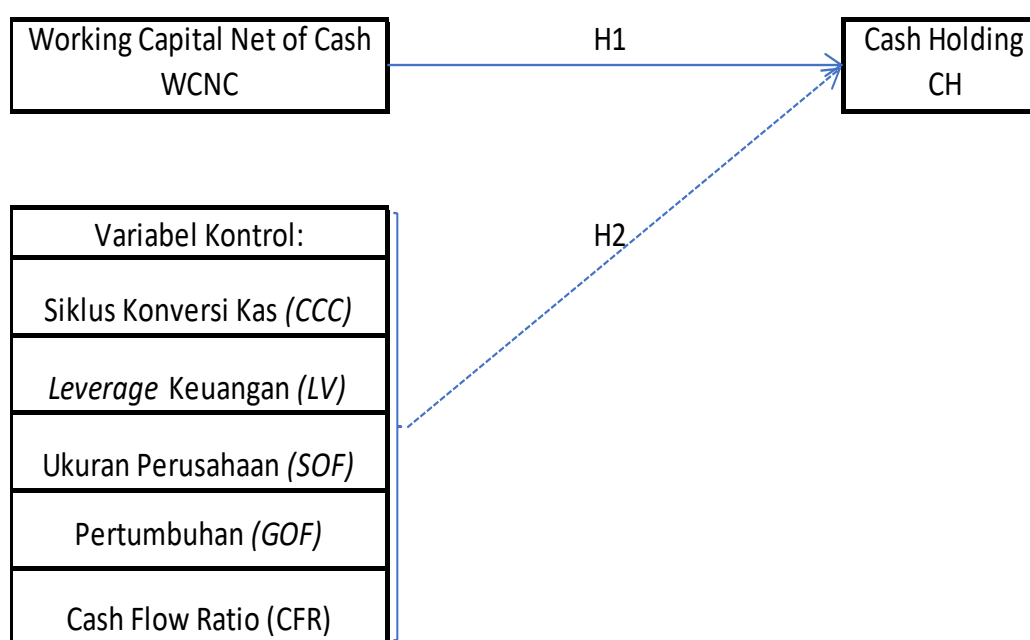 Working Capital Net of Cash
WCNC
H1
Cash Holding
CH
Variabel Kontrol:
H2
Siklus Konversi Kas (CCC)
Leverage Keuangan (LV)
Ukuran Perusahaan (SOF)
Pertumbuhan (GOF)
Cash Flow Ratio (CFR)